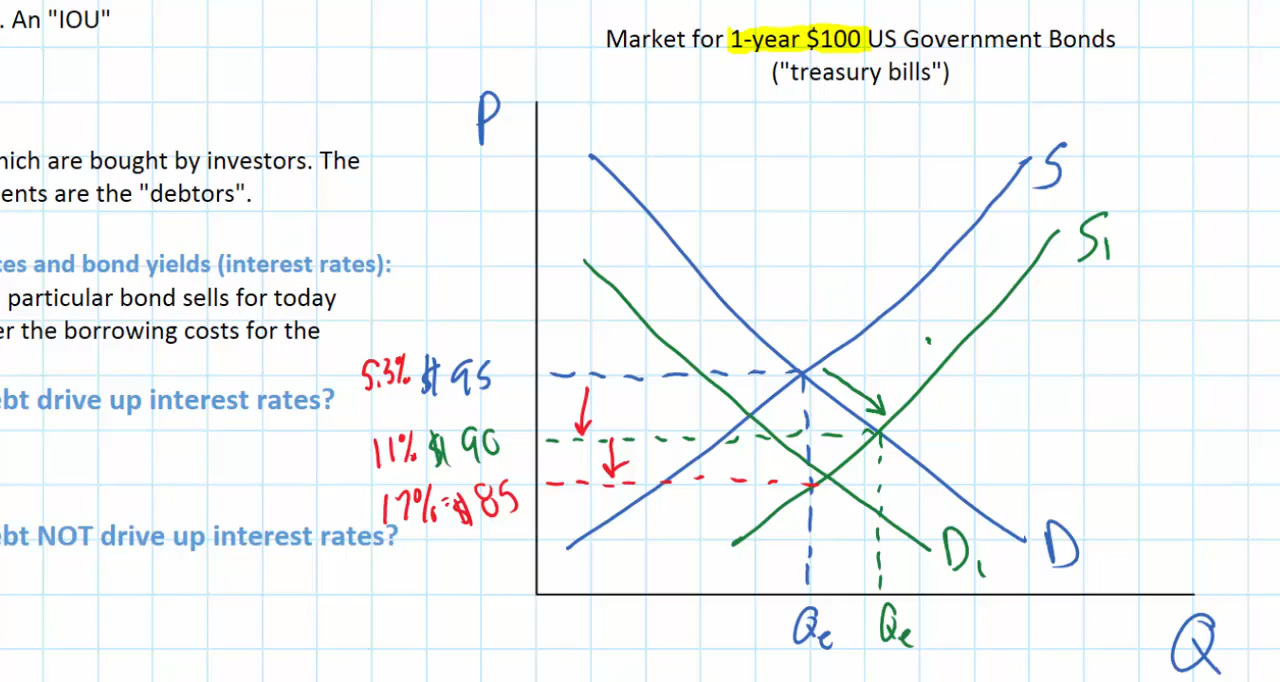 . An "IOU"
Market for 1-year $100 US Government Bonds
("treasury bills")
P
hich are bought by investors. The
ents are the "debtors".
S
S1
ces and bond yields (interest rates):
particular bond sells for today
er the borrowing costs for the
5.3% $95
ebt drive up interest rates?
11% $90
17% = $85
ebt NOT drive up interest rates?
D1
D
Qe
Qe
Q